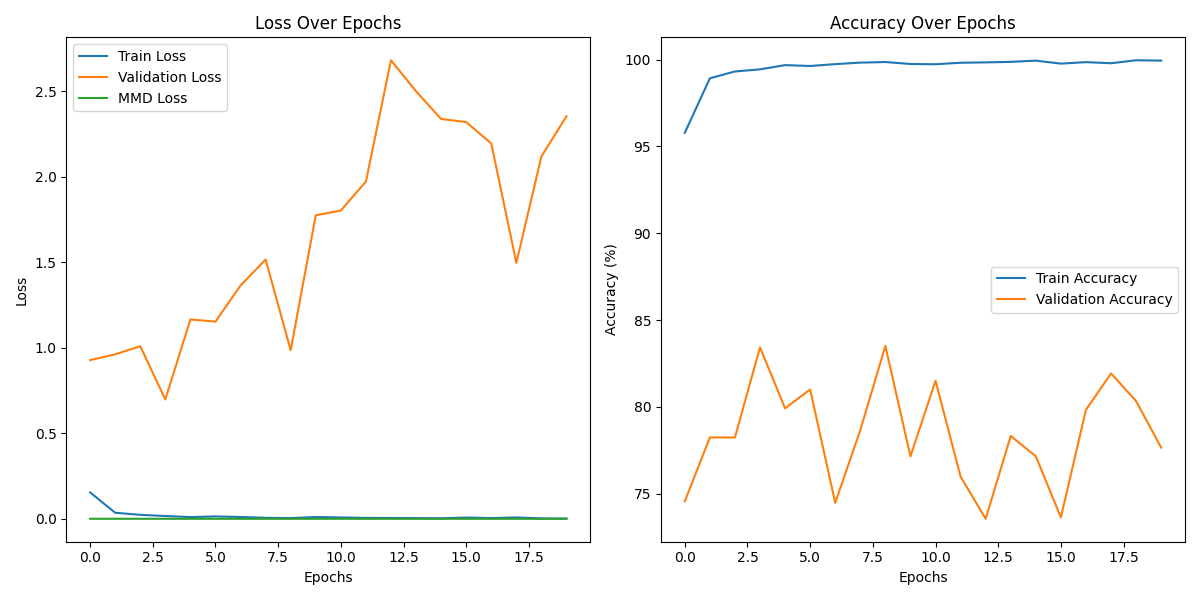 Loss Over Epochs
Train Loss
Validation Loss
MMD Loss
2.5
2.0
1.5
1.0
0.5
0.0
Loss
0.0 2.5 5.0 7.5 10.0 12.5 15.0 17.5
Epochs
Accuracy Over Epochs
100
95
90
85
80
75
Accuracy (%)
Train Accuracy
Validation Accuracy
0.0 2.5 5.0 7.5 10.0 12.5 15.0 17.5
Epochs